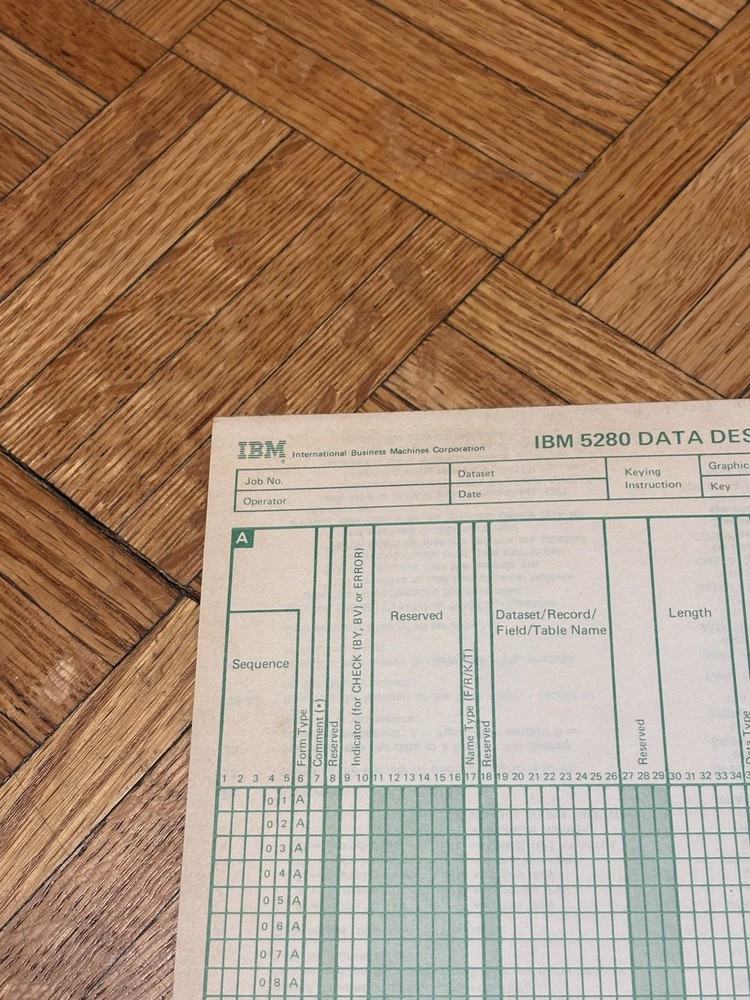 IBM International Business Machines Corporation
IBM 5280 DATA DES
Job No.
Dataset
Keying Instruction
Graphic
Operator
Date
Key
A
Sequence
Form Type
Comment (*)
Reserved
Indicator (for CHECK (BY, BV) or ERROR)
Reserved
Name Type (F/R/K/T)
Reserved
Dataset/Record/
Field/Table Name
Reserved
Length
Data Type
1 2 3 4 5 6 7 8 9 10 11 12 13 14 15 16 17 18 19 20 21 22 23 24 25 26 27 28 29 30 31 32 33 34
0 1 A
0 2 A
0 3 A
0 4 A
0 5 A
0 6 A
0 7 A
0 8 A